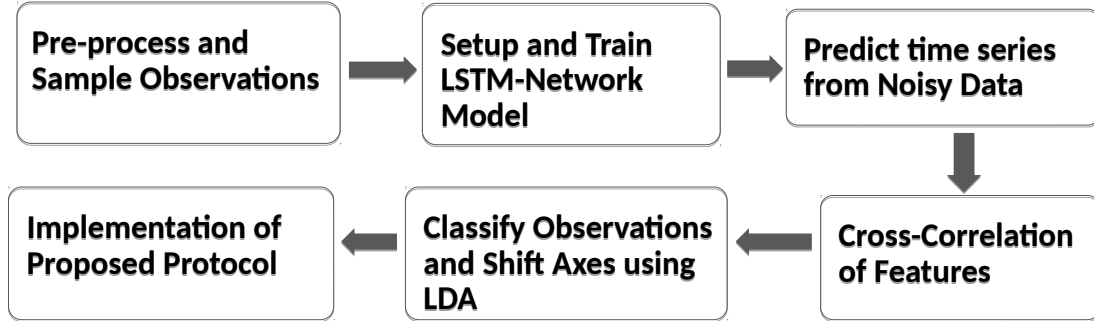 Pre-process and
Sample Observations
Setup and Train
LSTM-Network
Model
Predict time series
from Noisy Data
Cross-Correlation
of Features
Classify Observations
and Shift Axes using
LDA
Implementation of
Proposed Protocol